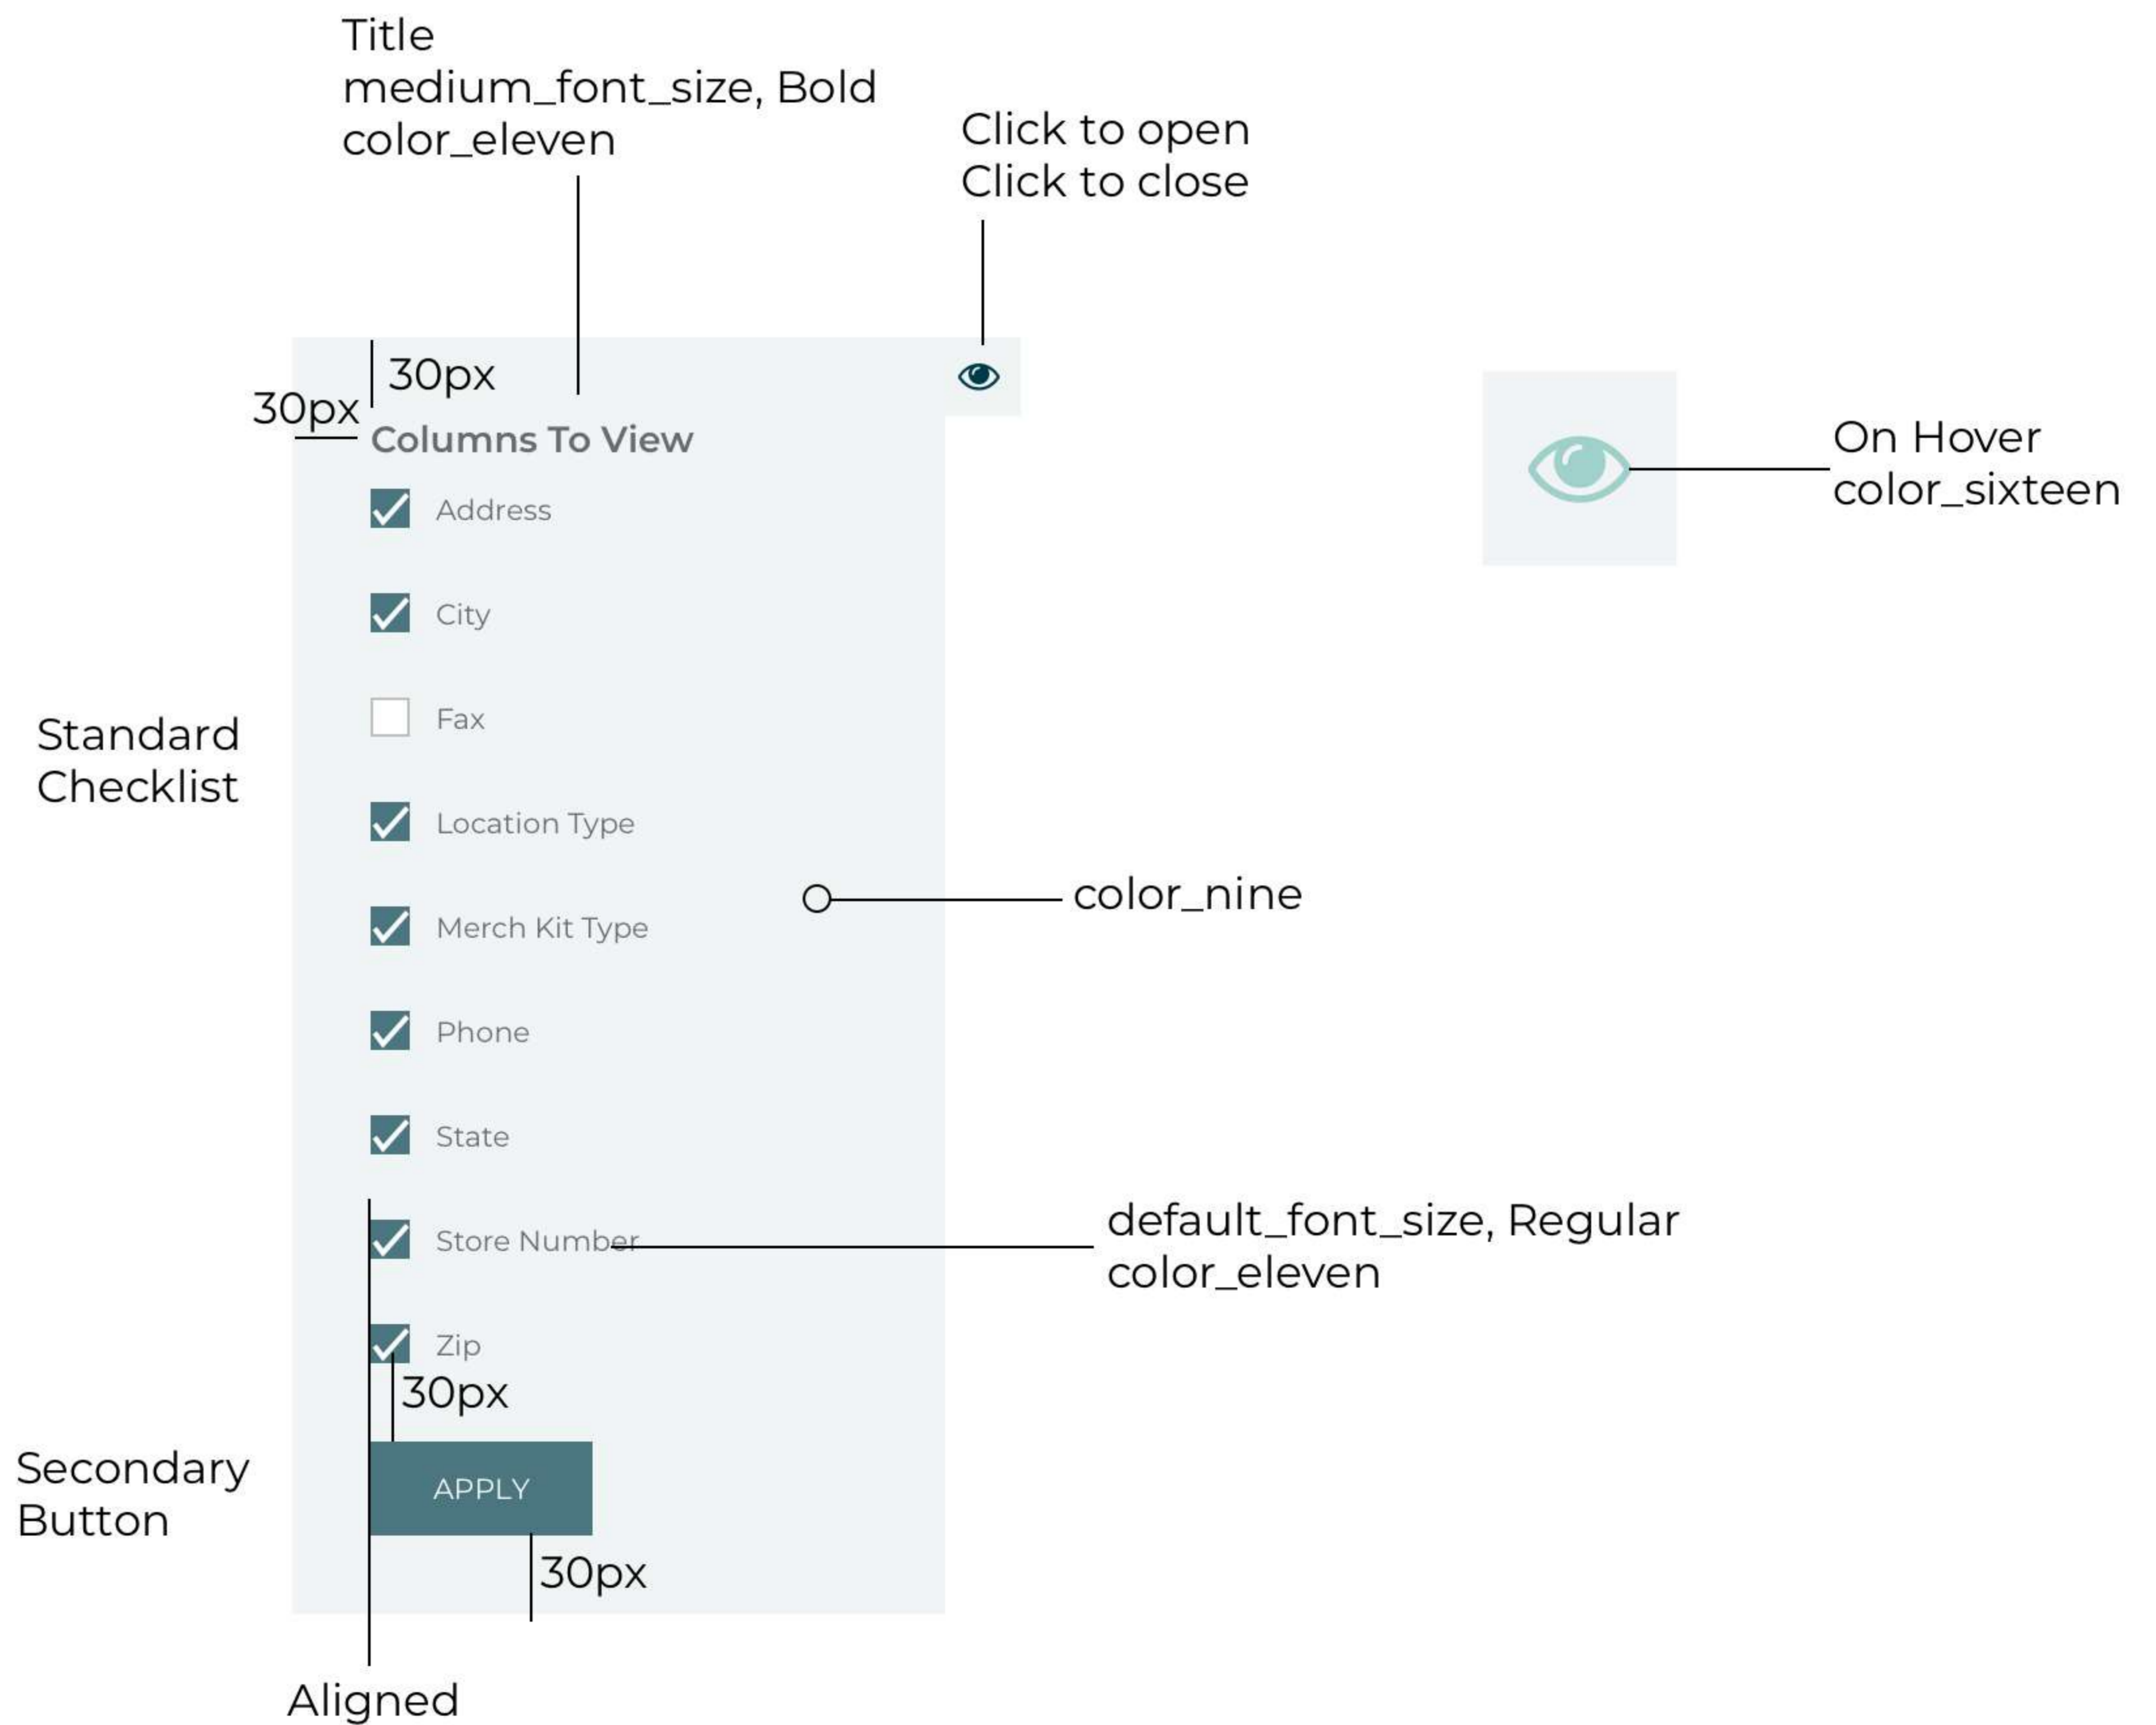 Title
medium_font_size, Bold
color_eleven
Click to open
Click to close
30px
30px
Columns To View
On Hover
color_sixteen
Address
City
Fax
Standard
Checklist
Location Type
color_nine
Merch Kit Type
Phone
State
default_font_size, Regular
color_eleven
Store Number
Zip
30px
Secondary
Button
APPLY
30px
Aligned